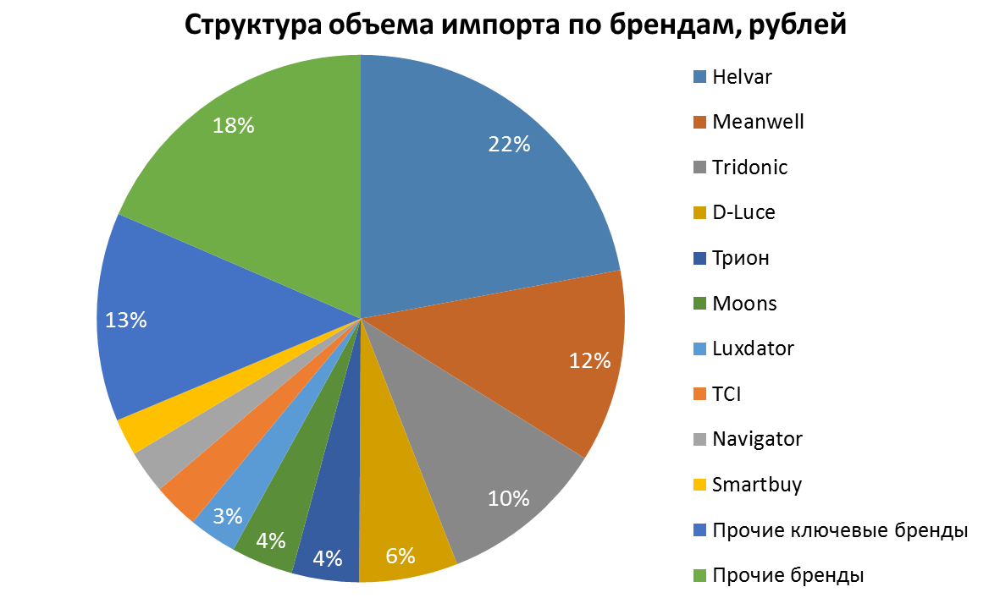 Структура объема импорта по брендам, рублей
22%
12%
10%
6%
4%
4%
3%
13%
18%
Helvar
Meanwell
Tridonic
D-Luce
Трион
Moons
Luxdator
TCI
Navigator
Smartbuy
Прочие ключевые бренды
Прочие бренды